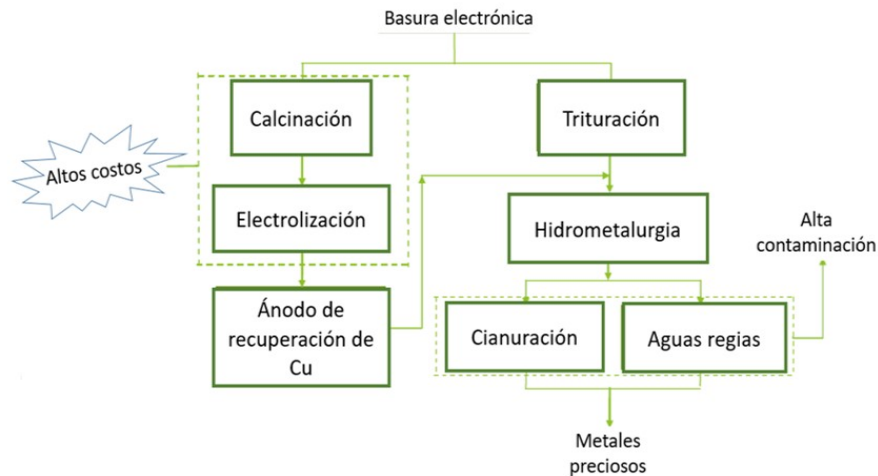 Basura electrónica
Calcinación
Trituración
Altos costos
Electrolización
Hidrometalurgia
Alta
contaminación
Ánodo de
recuperación de
Cu
Cianuración
Aguas regias
Metales
preciosos